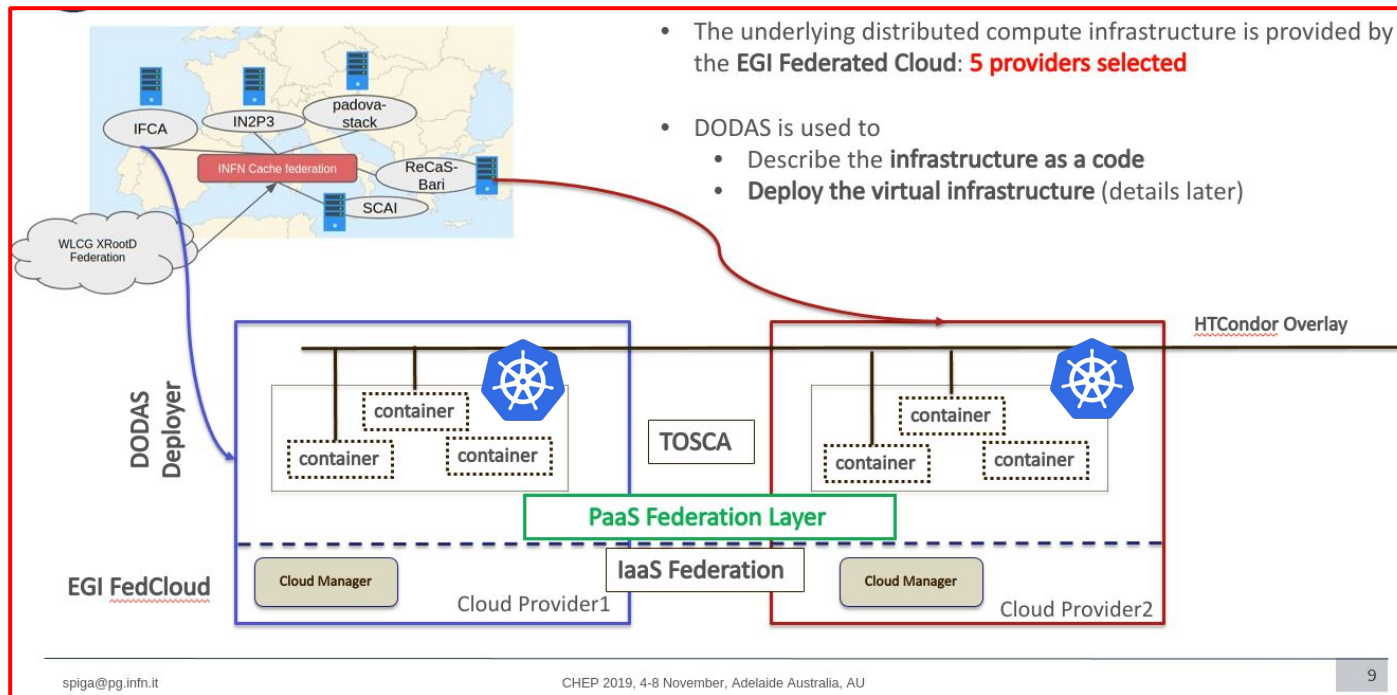 • The underlying distributed compute infrastructure is provided by
the EGI Federated Cloud: 5 providers selected
• DODAS is used to
• Describe the infrastructure as a code
• Deploy the virtual infrastructure (details later)
padova-
stack
IN2P3
IFCA
INFN Cache federation
ReCaS-
Bari
SCAI
WLCG XRootD
Federation
HTCondor Overlay
DODAS
Deployer
container
container
container
TOSCA
container
container
container
PaaS Federation Layer
IaaS Federation
EGI FedCloud
Cloud Manager
Cloud Provider1
Cloud Manager
Cloud Provider2
spiga@pg.infn.it
CHEP 2019, 4-8 November, Adelaide Australia, AU
9